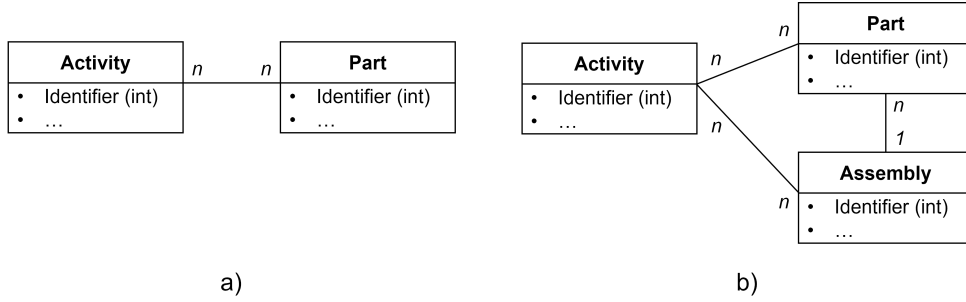 Activity
• Identifier (int)
• ...
n
n
Part
• Identifier (int)
• ...
a)
Activity
• Identifier (int)
• ...
n
n
n
n
Part
• Identifier (int)
• ...
n
1
Assembly
• Identifier (int)
• ...
b)